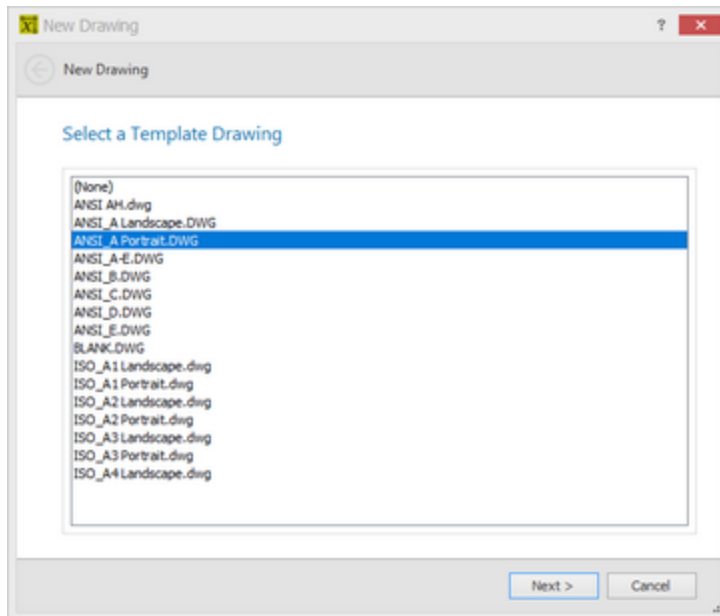 New Drawing
?
New Drawing
Select a Template Drawing
(None)
ANSI AH.dwg
ANSI_A Landscape.DWG
ANSI_A Portrait.DWG
ANSI_A-E.DWG
ANSI_B.DWG
ANSI_C.DWG
ANSI_D.DWG
ANSI_E.DWG
BLANK.DWG
ISO_A1 Landscape.dwg
ISO_A1 Portrait.dwg
ISO_A2 Landscape.dwg
ISO_A2 Portrait.dwg
ISO_A3 Landscape.dwg
ISO_A3 Portrait.dwg
ISO_A4 Landscape.dwg
Next > Cancel